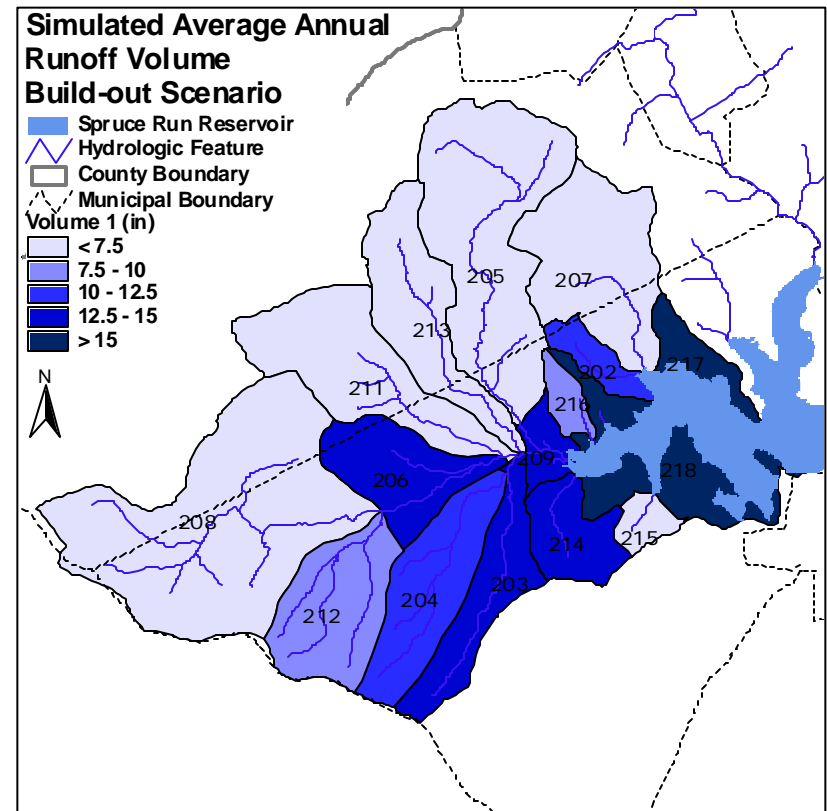 Simulated Average Annual
Runoff Volume
Build-out Scenario
Spruce Run Reservoir
Hydrologic Feature
County Boundary
Municipal Boundary
Volume 1 (in)
< 7.5
7.5 - 10
10 - 12.5
12.5 - 15
> 15
N
205
207
213
217
202
211
216
209
206
218
208
214
215
203
204
212